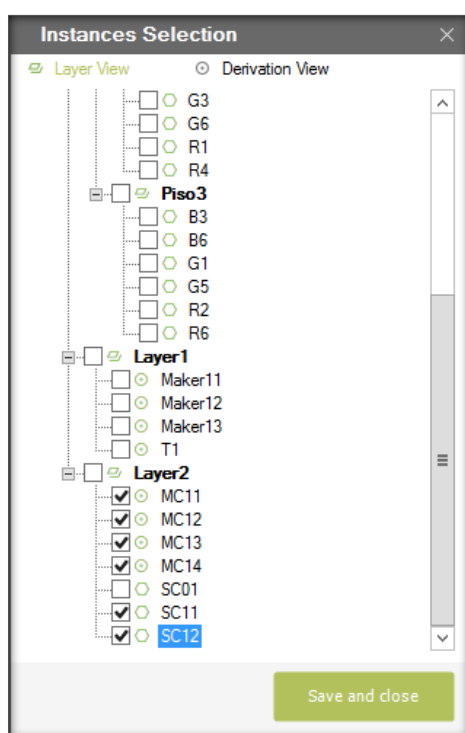 Instances Selection
Layer View Derivation View
G3
G6
R1
R4
Piso3
B3
B6
G1
G5
R2
R6
Layer1
Maker11
Maker12
Maker13
T1
Layer2
MC11
MC12
MC13
MC14
SC01
SC11
SC12
Save and close